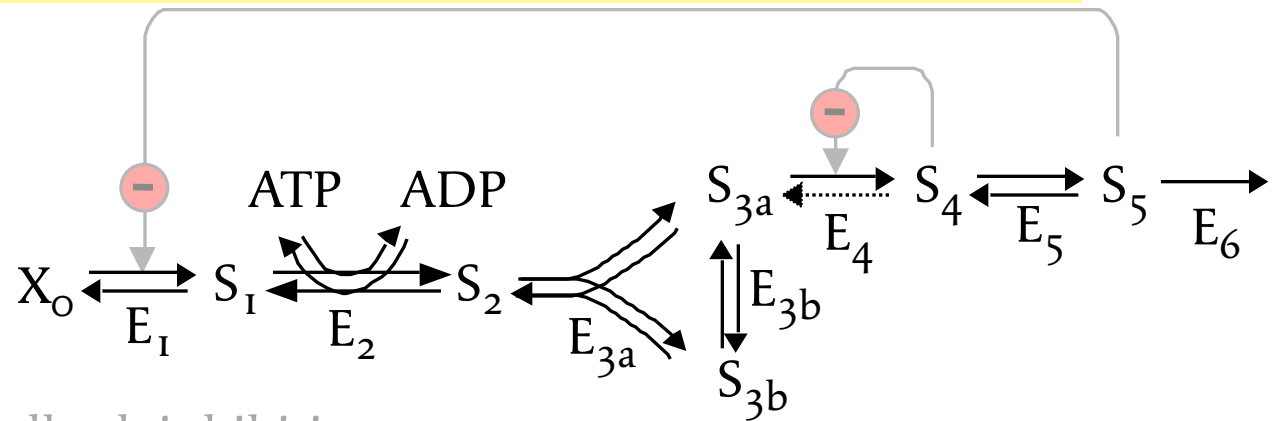 − 
−
ATP ADP
X₀ S₁ S₂ S₃ₐ S₄ S₅
E₁ E₂ E₃ₐ E₃b E₄ E₅ E₆
S₃b